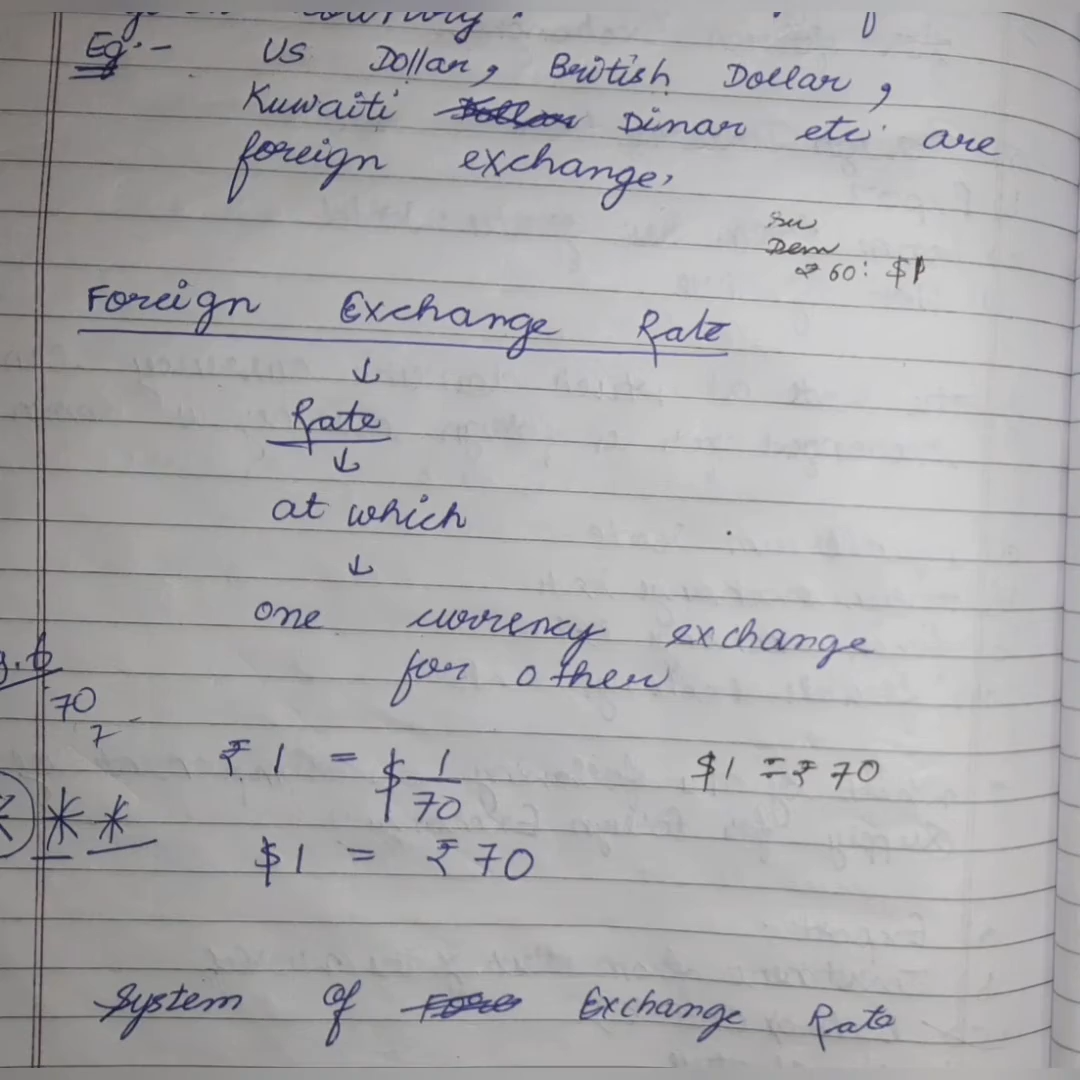 Eg:- US Dollar, British Dollar,
Kuwaiti Dinar etc are
foreign exchange.
Su
Dem
₹ 60: $1
Foreign Exchange Rate
↓
Rate
↓
at which
↓
one currency exchange
for other
70
7
₹ 1 = $ 1/70
$1 = ₹ 70
$1 = ₹ 70
System Of Exchange Rate